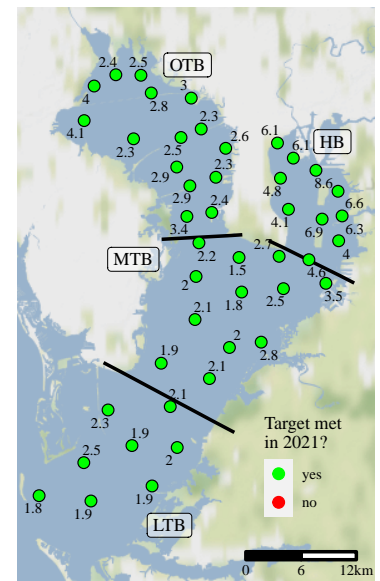 OTB
2.4 2.5
4 2.8 3
4.1 2.3 2.5 2.3 2.6
2.9 2.3
2.9 2.4
3.4
6.1 HB
6.1
4.8 8.6
6.6
4.1 6.9 6.3
4
MTB
2.2 1.5 2.7 4.6
2 1.8 2.5 3.5
2.1
2 2.8
1.9 2.1
2.1
2.3 1.9
2.5 2
1.8 1.9 1.9
LTB
Target met
in 2021?
yes
no
0 6 12km